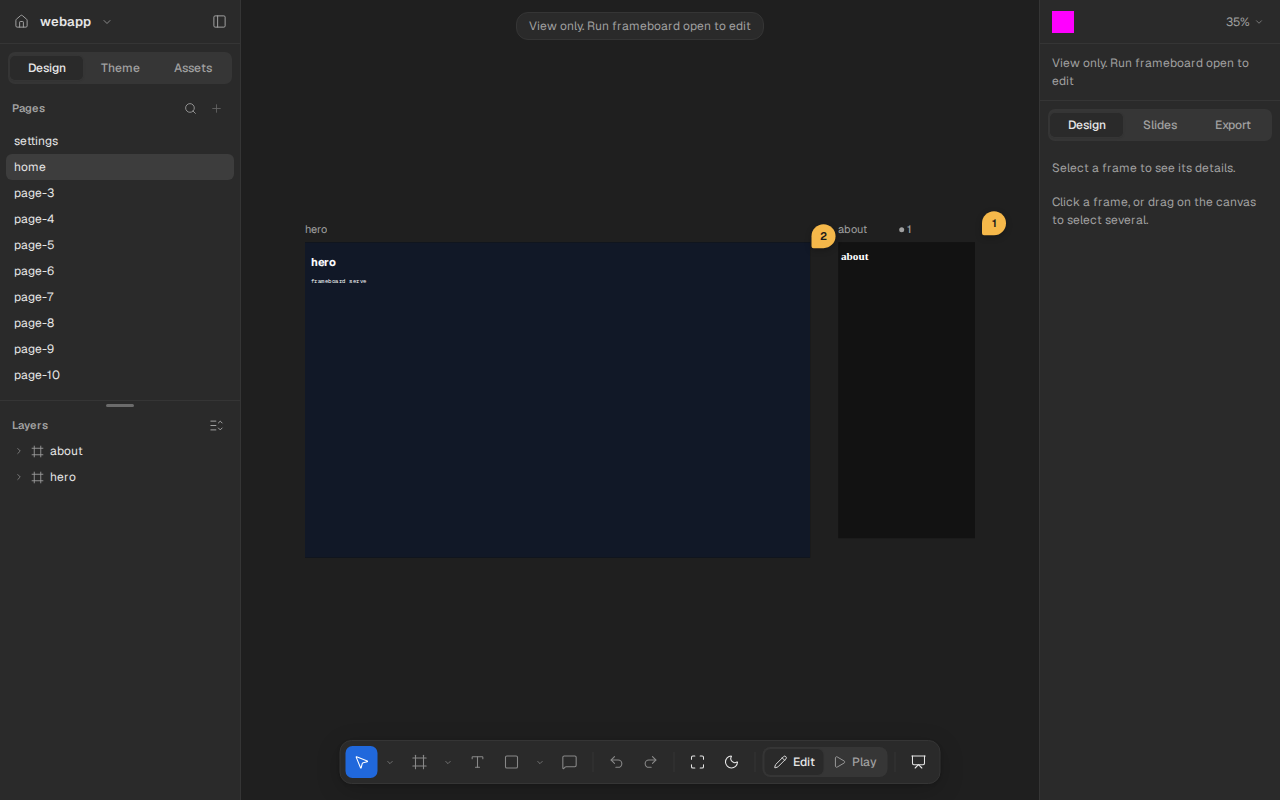 webapp
Design Theme Assets
Pages
settings
home
page-3
page-4
page-5
page-6
page-7
page-8
page-9
page-10
Layers
about
hero
View only. Run frameboard open to edit
hero
2
about
1
1
hero
frameboard serve
about
Edit
Play
35%
View only. Run frameboard open to
edit
Design Slides Export
Select a frame to see its details.
Click a frame, or drag on the canvas
to select several.